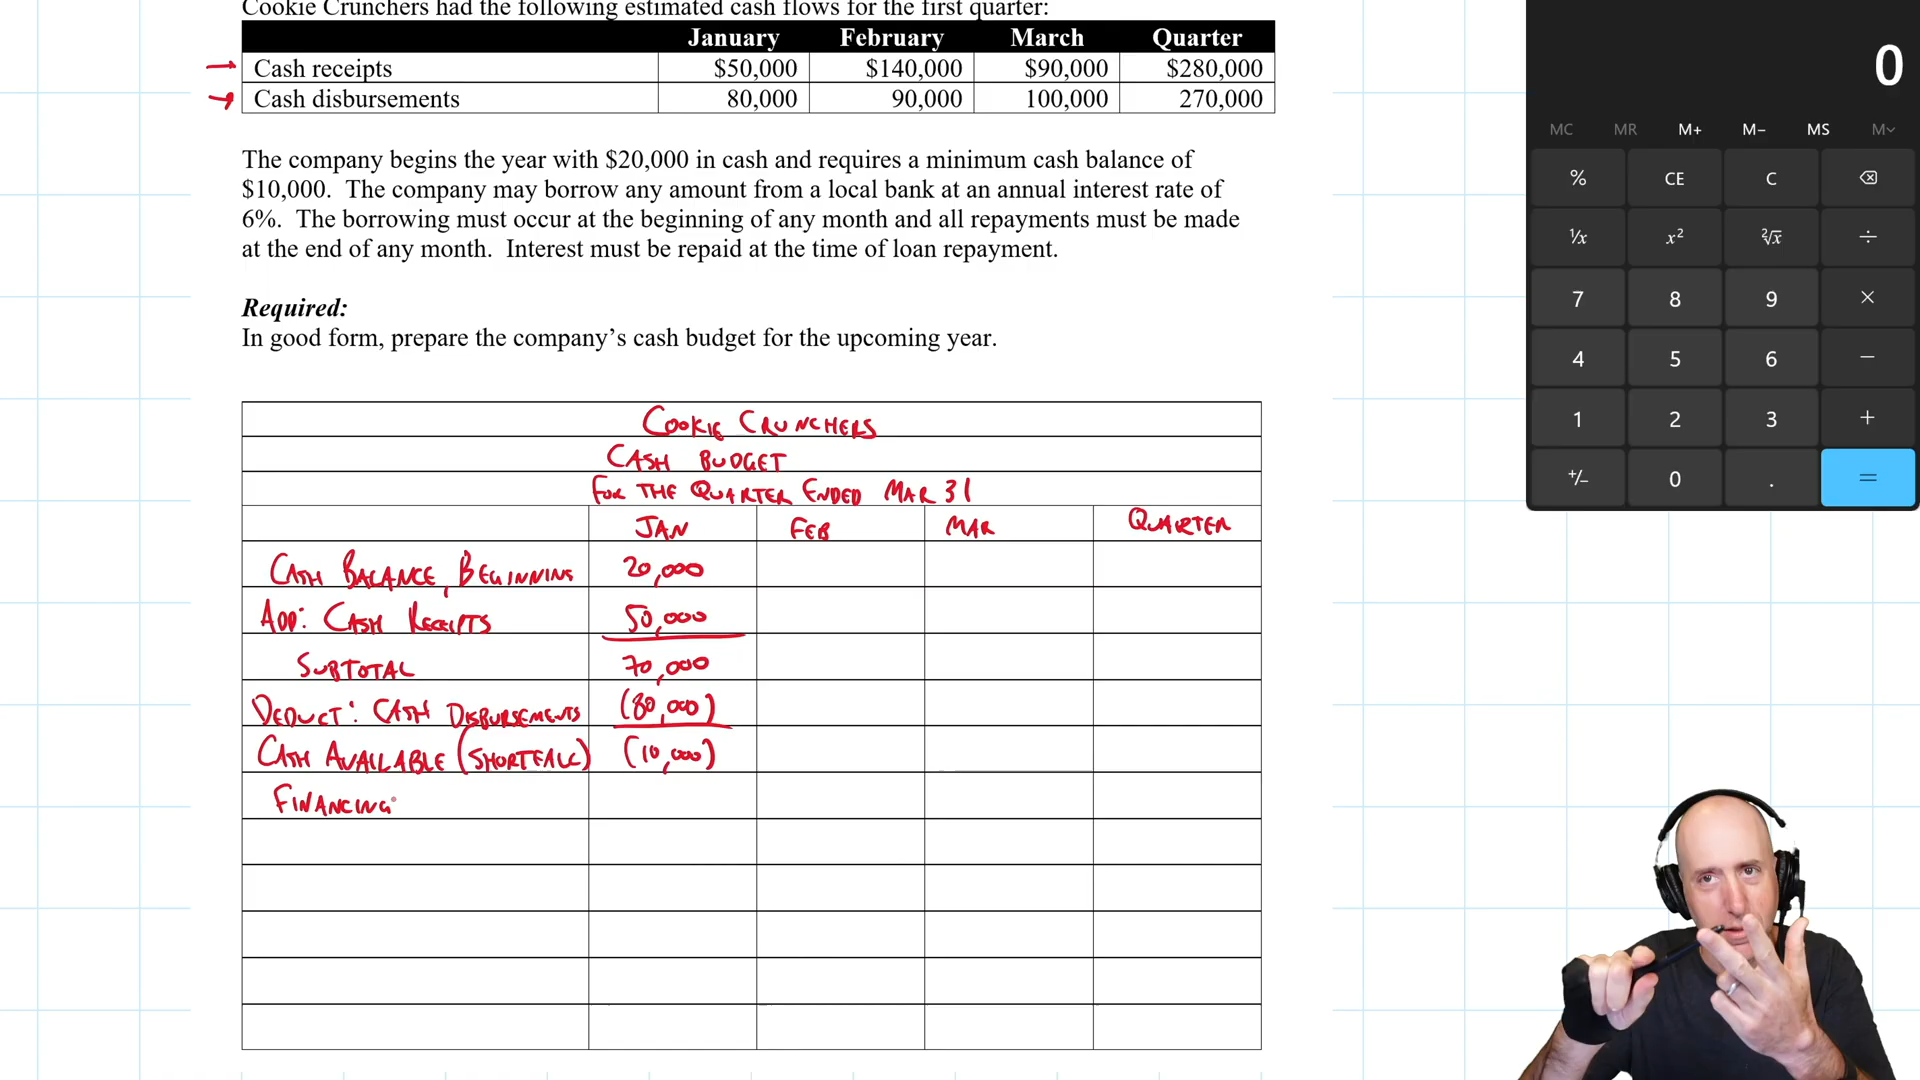 Cookie Crunchers had the following estimated cash flows for the first quarter:
January February March Quarter
Cash receipts $50,000 $140,000 $90,000 $280,000
Cash disbursements 80,000 90,000 100,000 270,000
The company begins the year with $20,000 in cash and requires a minimum cash balance of
$10,000. The company may borrow any amount from a local bank at an annual interest rate of
6%. The borrowing must occur at the beginning of any month and all repayments must be made
at the end of any month. Interest must be repaid at the time of loan repayment.
Required:
In good form, prepare the company’s cash budget for the upcoming year.
COOKIE CRUNCHERS
CASH BUDGET
FOR THE QUARTER ENDED MAR 31
JAN FEB MAR QUARTER
CASH BALANCE, BEGINNING 20,000
ADD: CASH RECEIPTS 50,000
SUBTOTAL 70,000
DEDUCT: CASH DISBURSEMENTS (80,000)
CASH AVAILABLE (SHORTFALL) (10,000)
FINANCING
0
MC MR M+ M− MS M˅
% CE C
¹/x x² ²√x ÷
7 8 9 ×
4 5 6 −
1 2 3 +
+/− 0 . =